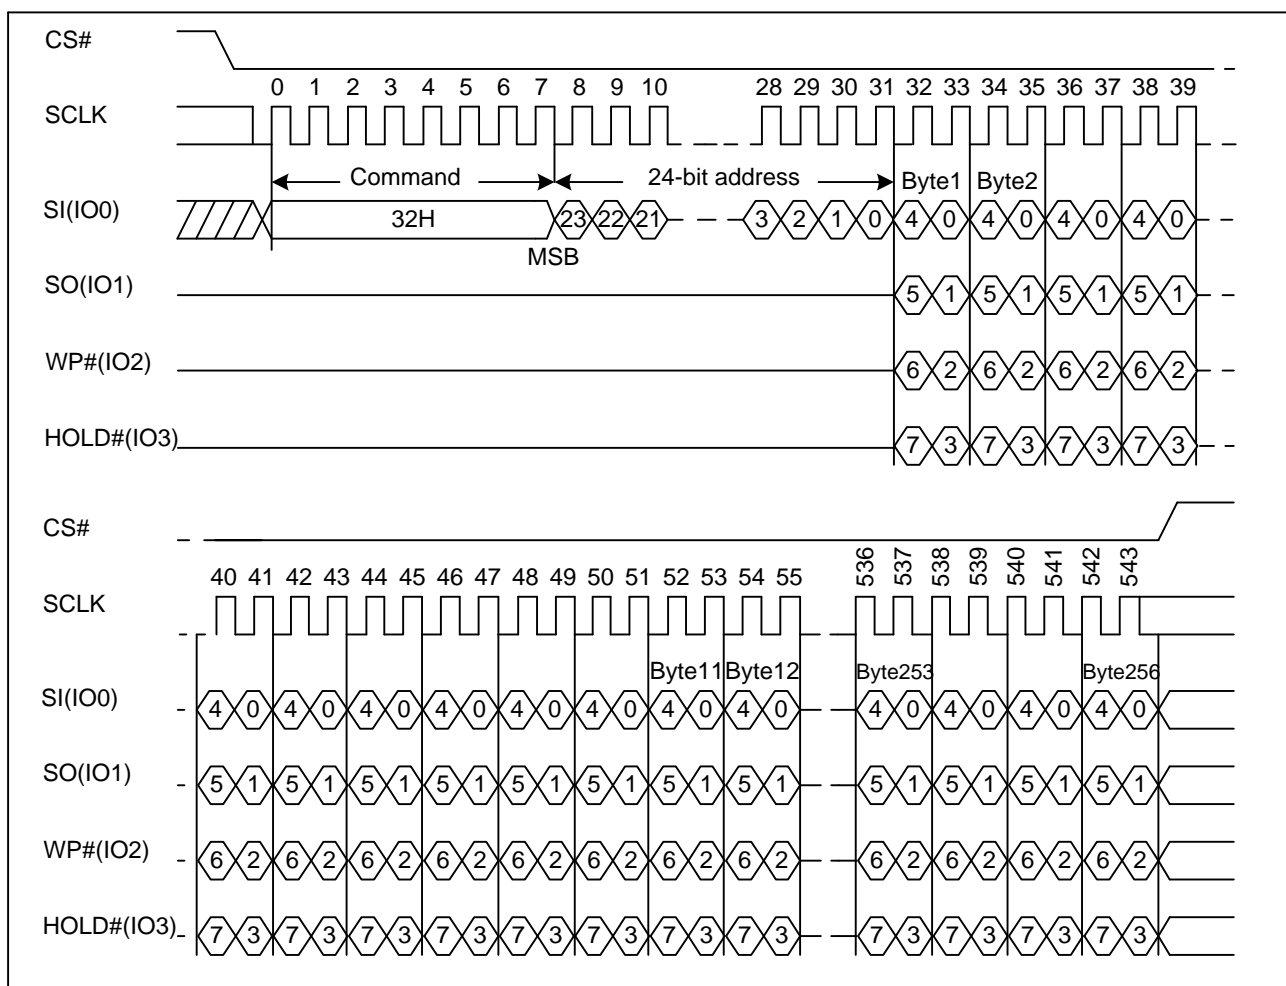 CS#
0 1 2 3 4 5 6 7 8 9 10 28 29 30 31 32 33 34 35 36 37 38 39
SCLK
Command 24-bit address Byte1 Byte2
SI(IO0) 32H 23 22 21 3 2 1 0 4 0 4 0 4 0 4 0
MSB
SO(IO1) 5 1 5 1 5 1 5 1
WP#(IO2) 6 2 6 2 6 2 6 2
HOLD#(IO3) 7 3 7 3 7 3 7 3
CS#
40 41 42 43 44 45 46 47 48 49 50 51 52 53 54 55 536 537 538 539 540 541 542 543
SCLK
Byte11 Byte12 Byte253 Byte256
SI(IO0) 4 0 4 0 4 0 4 0 4 0 4 0 4 0 4 0 4 0 4 0 4 0 4 0
SO(IO1) 5 1 5 1 5 1 5 1 5 1 5 1 5 1 5 1 5 1 5 1 5 1 5 1
WP#(IO2) 6 2 6 2 6 2 6 2 6 2 6 2 6 2 6 2 6 2 6 2 6 2 6 2
HOLD#(IO3) 7 3 7 3 7 3 7 3 7 3 7 3 7 3 7 3 7 3 7 3 7 3 7 3